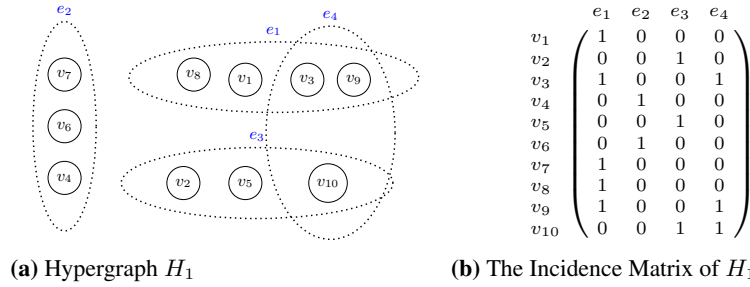 e₂
e₄
e₁
v₇
v₈ v₁ v₃ v₉
v₆
e₃
v₄
v₂ v₅ v₁₀
(a) Hypergraph H₁
e₁ e₂ e₃ e₄
v₁ 1 0 0 0
v₂ 0 0 1 0
v₃ 1 0 0 1
v₄ 0 1 0 0
v₅ 0 0 1 0
v₆ 0 1 0 0
v₇ 1 0 0 0
v₈ 1 0 0 0
v₉ 1 0 0 1
v₁₀ 0 0 1 1
(b) The Incidence Matrix of H₁